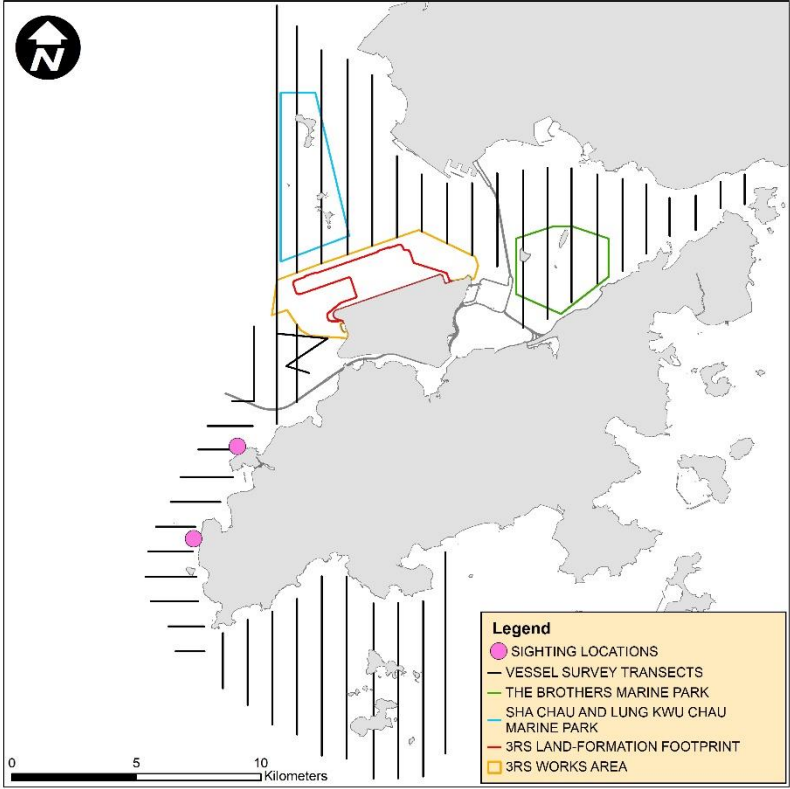 N
Legend
SIGHTING LOCATIONS
VESSEL SURVEY TRANSECTS
THE BROTHERS MARINE PARK
SHA CHAU AND LUNG KWU CHAU
MARINE PARK
3RS LAND-FORMATION FOOTPRINT
3RS WORKS AREA
0 5 10
Kilometers